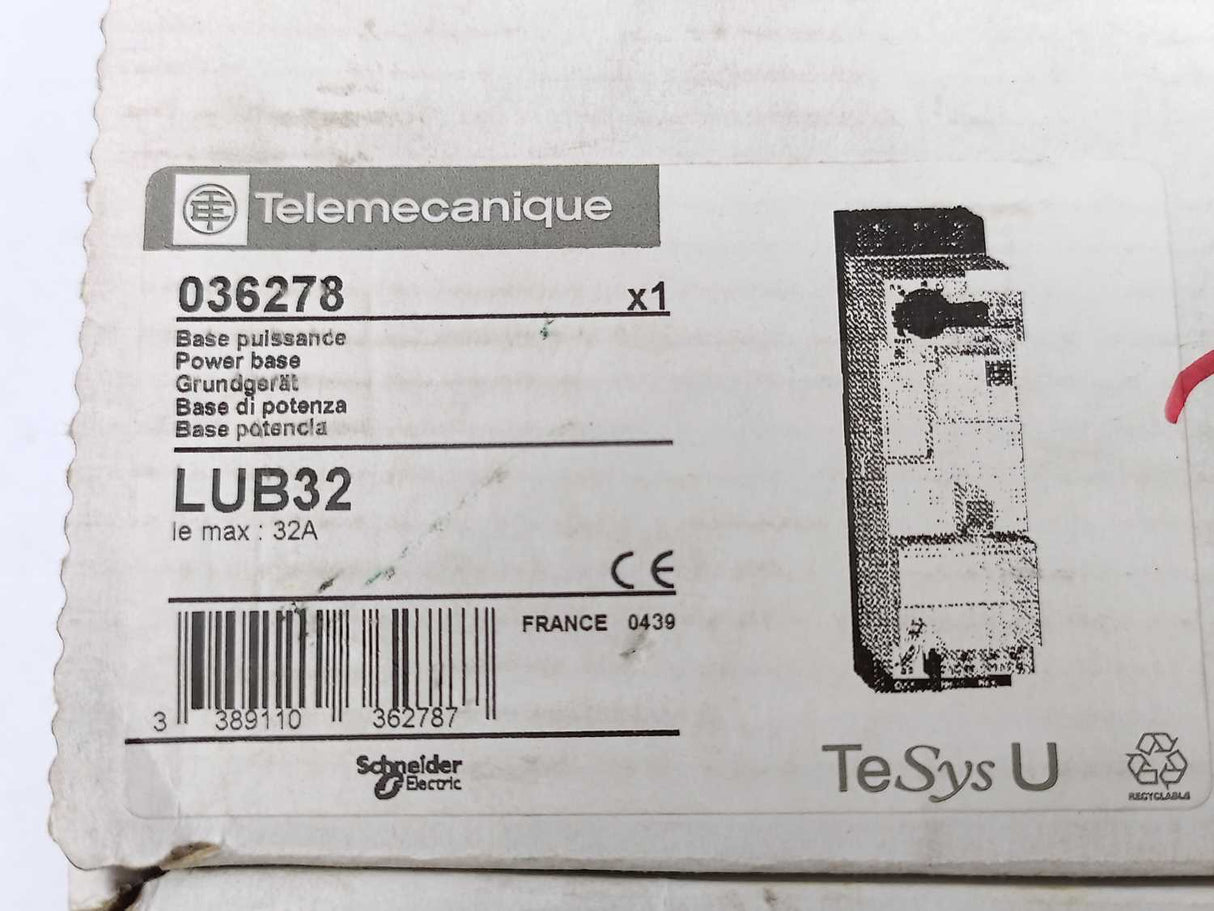 Telemecanique
036278 x1
Base puissance
Power base
Grundgerät
Base di potenza
Base potencia
LUB32
Ie max : 32A
CE
FRANCE 0439
3 389110 362787
Schneider
Electric
TeSys U
RECYCLABLE